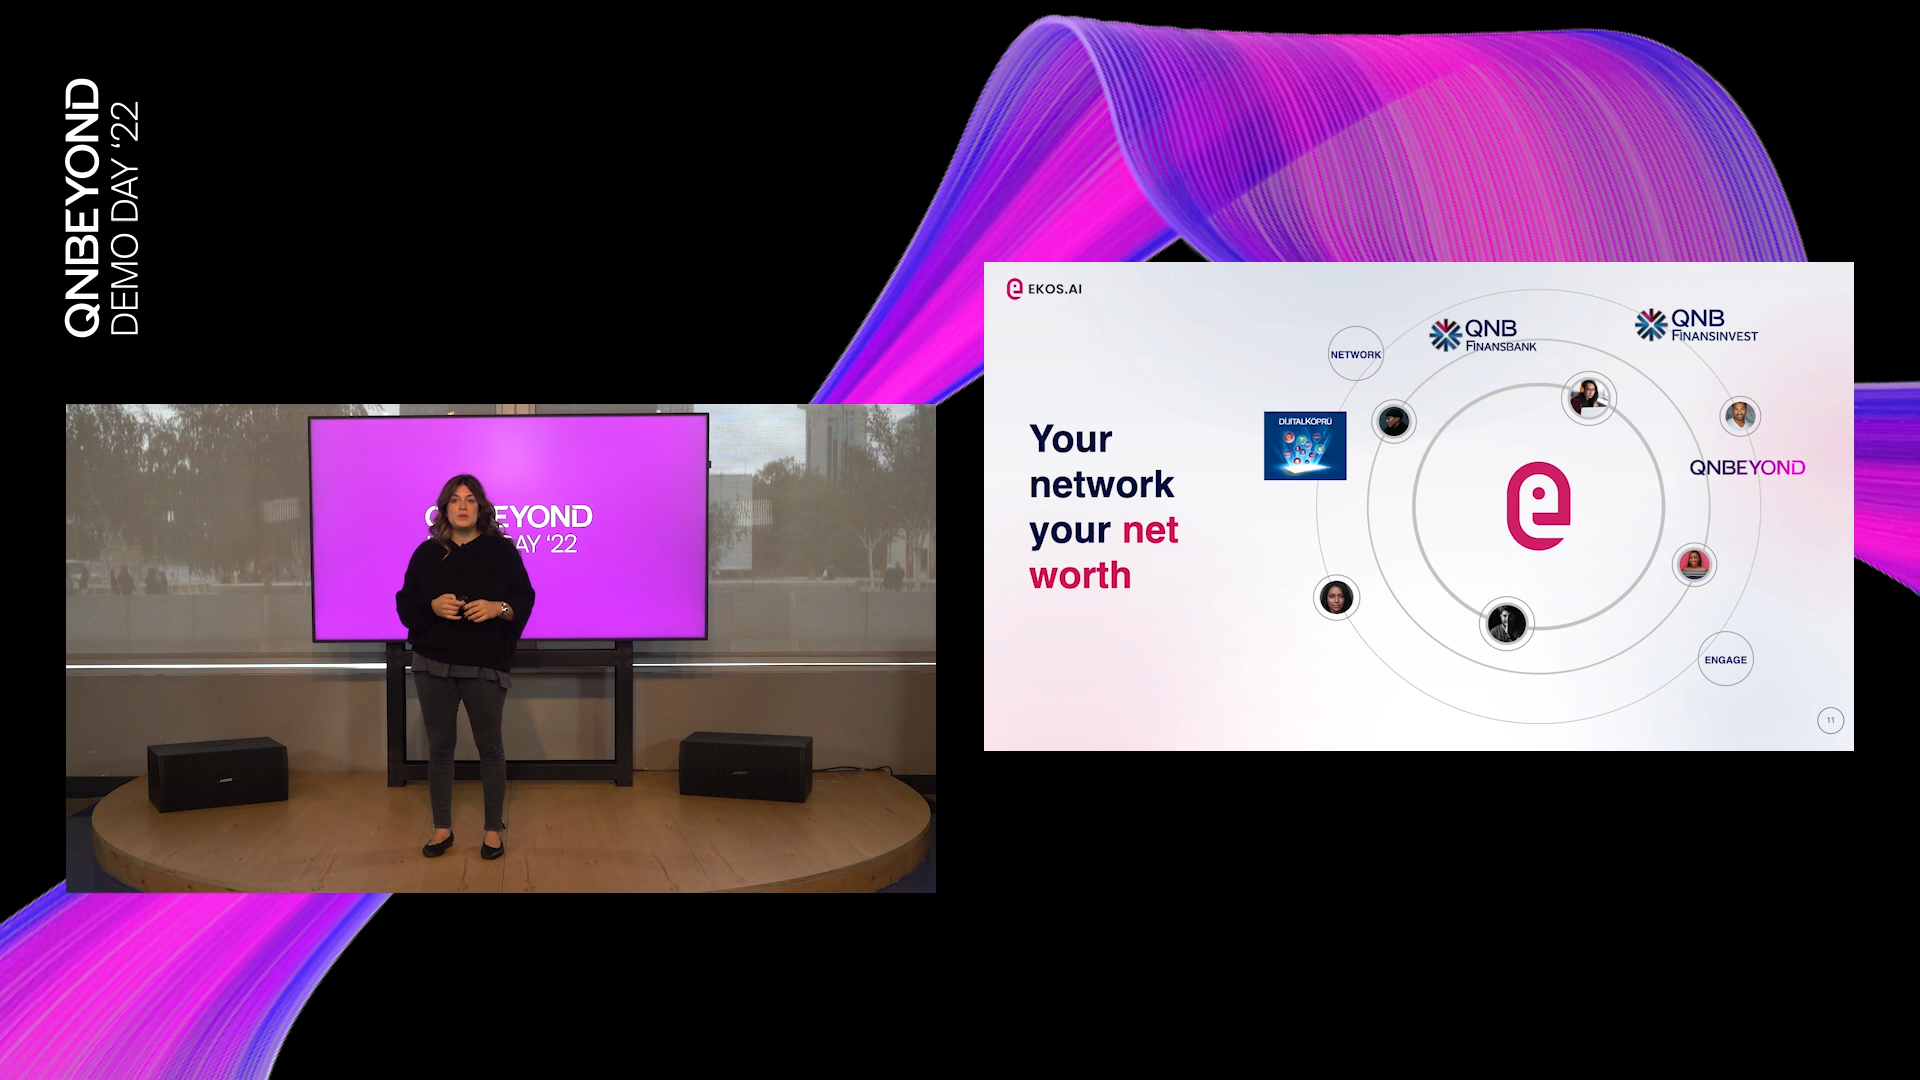 QNBEYOND
DEMO DAY ‘22
EYOND
AY ‘22
EKOS.AI
Your
network
your net
worth
NETWORK
QNB
FINANSBANK
QNB
FINANSINVEST
DIJITALKÖPRÜ
QNBEYOND
ENGAGE
11